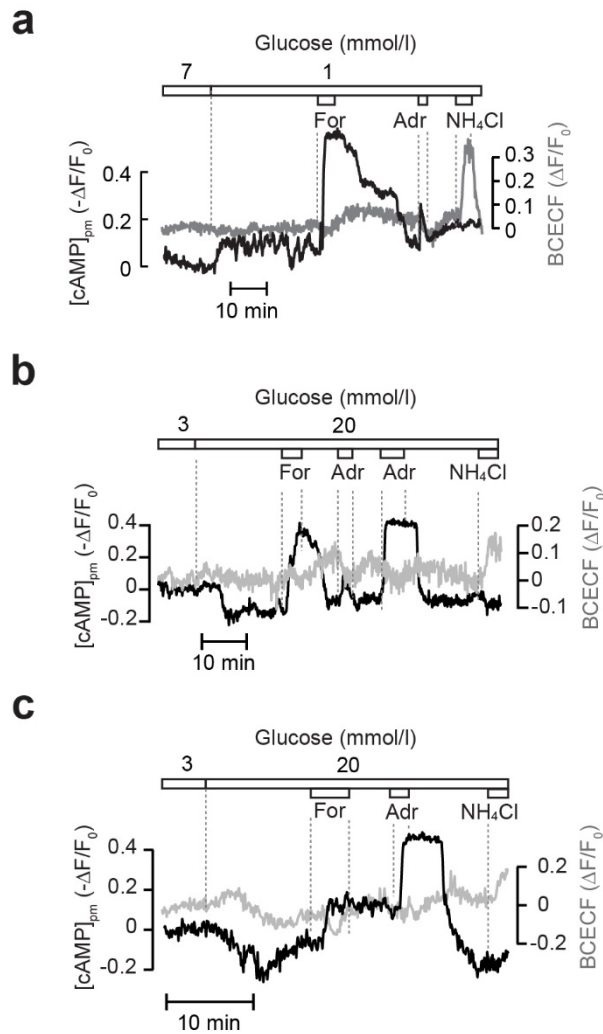 a
Glucose (mmol/l)
7 1
For Adr NH₄Cl
[cAMP]pm (-ΔF/F₀)
0.4
0.2
0
0.3
0.2
0.1
0
BCECF (ΔF/F₀)
10 min
b
Glucose (mmol/l)
3 20
For Adr Adr NH₄Cl
[cAMP]pm (-ΔF/F₀)
0.4
0.2
0
-0.2
0.2
0.1
0
-0.1
BCECF (ΔF/F₀)
10 min
c
Glucose (mmol/l)
3 20
For Adr NH₄Cl
[cAMP]pm (-ΔF/F₀)
0.4
0.2
0
-0.2
0.2
0
-0.2
BCECF (ΔF/F₀)
10 min